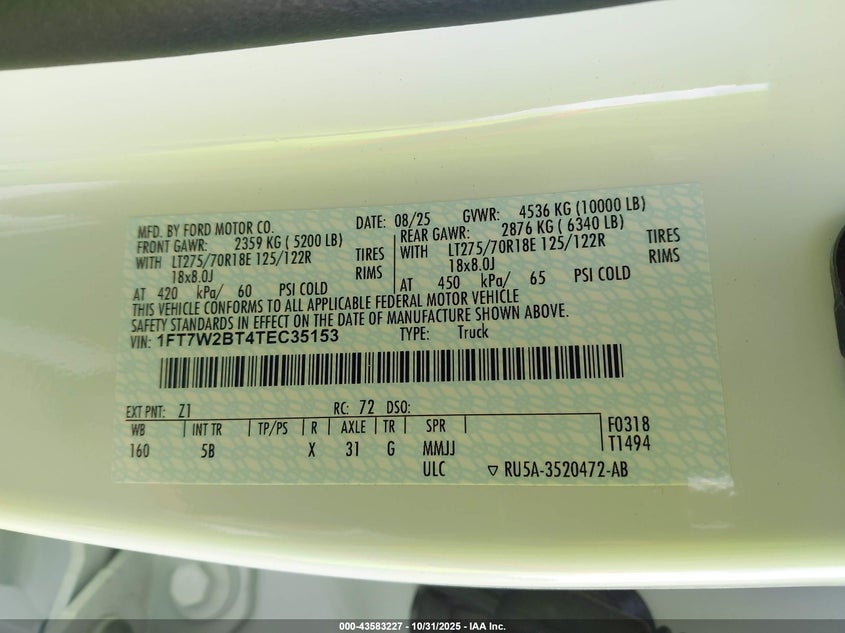 MFD. BY FORD MOTOR CO. DATE: 08/25 GVWR: 4536 KG (10000 LB)
FRONT GAWR: 2359 KG ( 5200 LB) REAR GAWR: 2876 KG ( 6340 LB)
WITH LT275/70R18E 125/122R TIRES WITH LT275/70R18E 125/122R TIRES
18x8.0J RIMS 18x8.0J RIMS
AT 420 kPa/ 60 PSI COLD AT 450 kPa/ 65 PSI COLD
THIS VEHICLE CONFORMS TO ALL APPLICABLE FEDERAL MOTOR VEHICLE
SAFETY STANDARDS IN EFFECT ON THE DATE OF MANUFACTURE SHOWN ABOVE.
VIN: 1FT7W2BT4TEC35153 TYPE: Truck
EXT PNT: Z1 RC: 72 DSO:
WB INT TR TP/PS R AXLE TR SPR F0318
160 5B X 31 G MMJJ T1494
ULC ▽ RU5A-3520472-AB
000-43583227 - 10/31/2025 - IAA Inc.